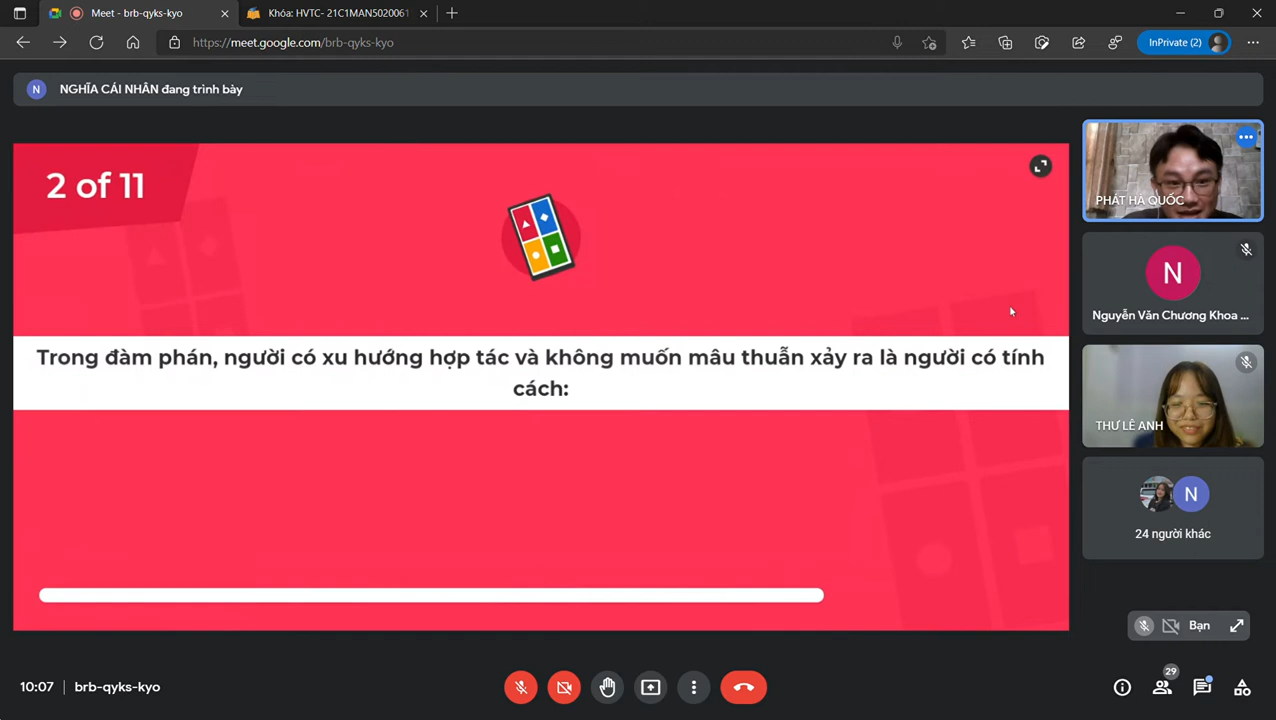 Meet - brb-qyks-kyo
Khóa: HVTC- 21C1MAN5020061
https://meet.google.com/brb-qyks-kyo
InPrivate (2)
N
NGHĨA CÁI NHÂN đang trình bày
2 of 11
Trong đàm phán, người có xu hướng hợp tác và không muốn mâu thuẫn xảy ra là người có tính
cách:
PHÁT HÀ QUỐC
N
Nguyễn Văn Chương Khoa ...
THƯ LÊ ANH
N
24 người khác
Bạn
10:07 | brb-qyks-kyo
29